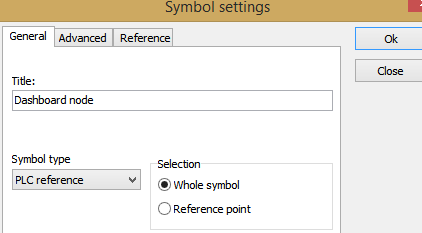 Symbol settings
General Advanced Reference
Ok
Close
Title:
Dashboard node
Symbol type
PLC reference
Selection
Whole symbol
Reference point